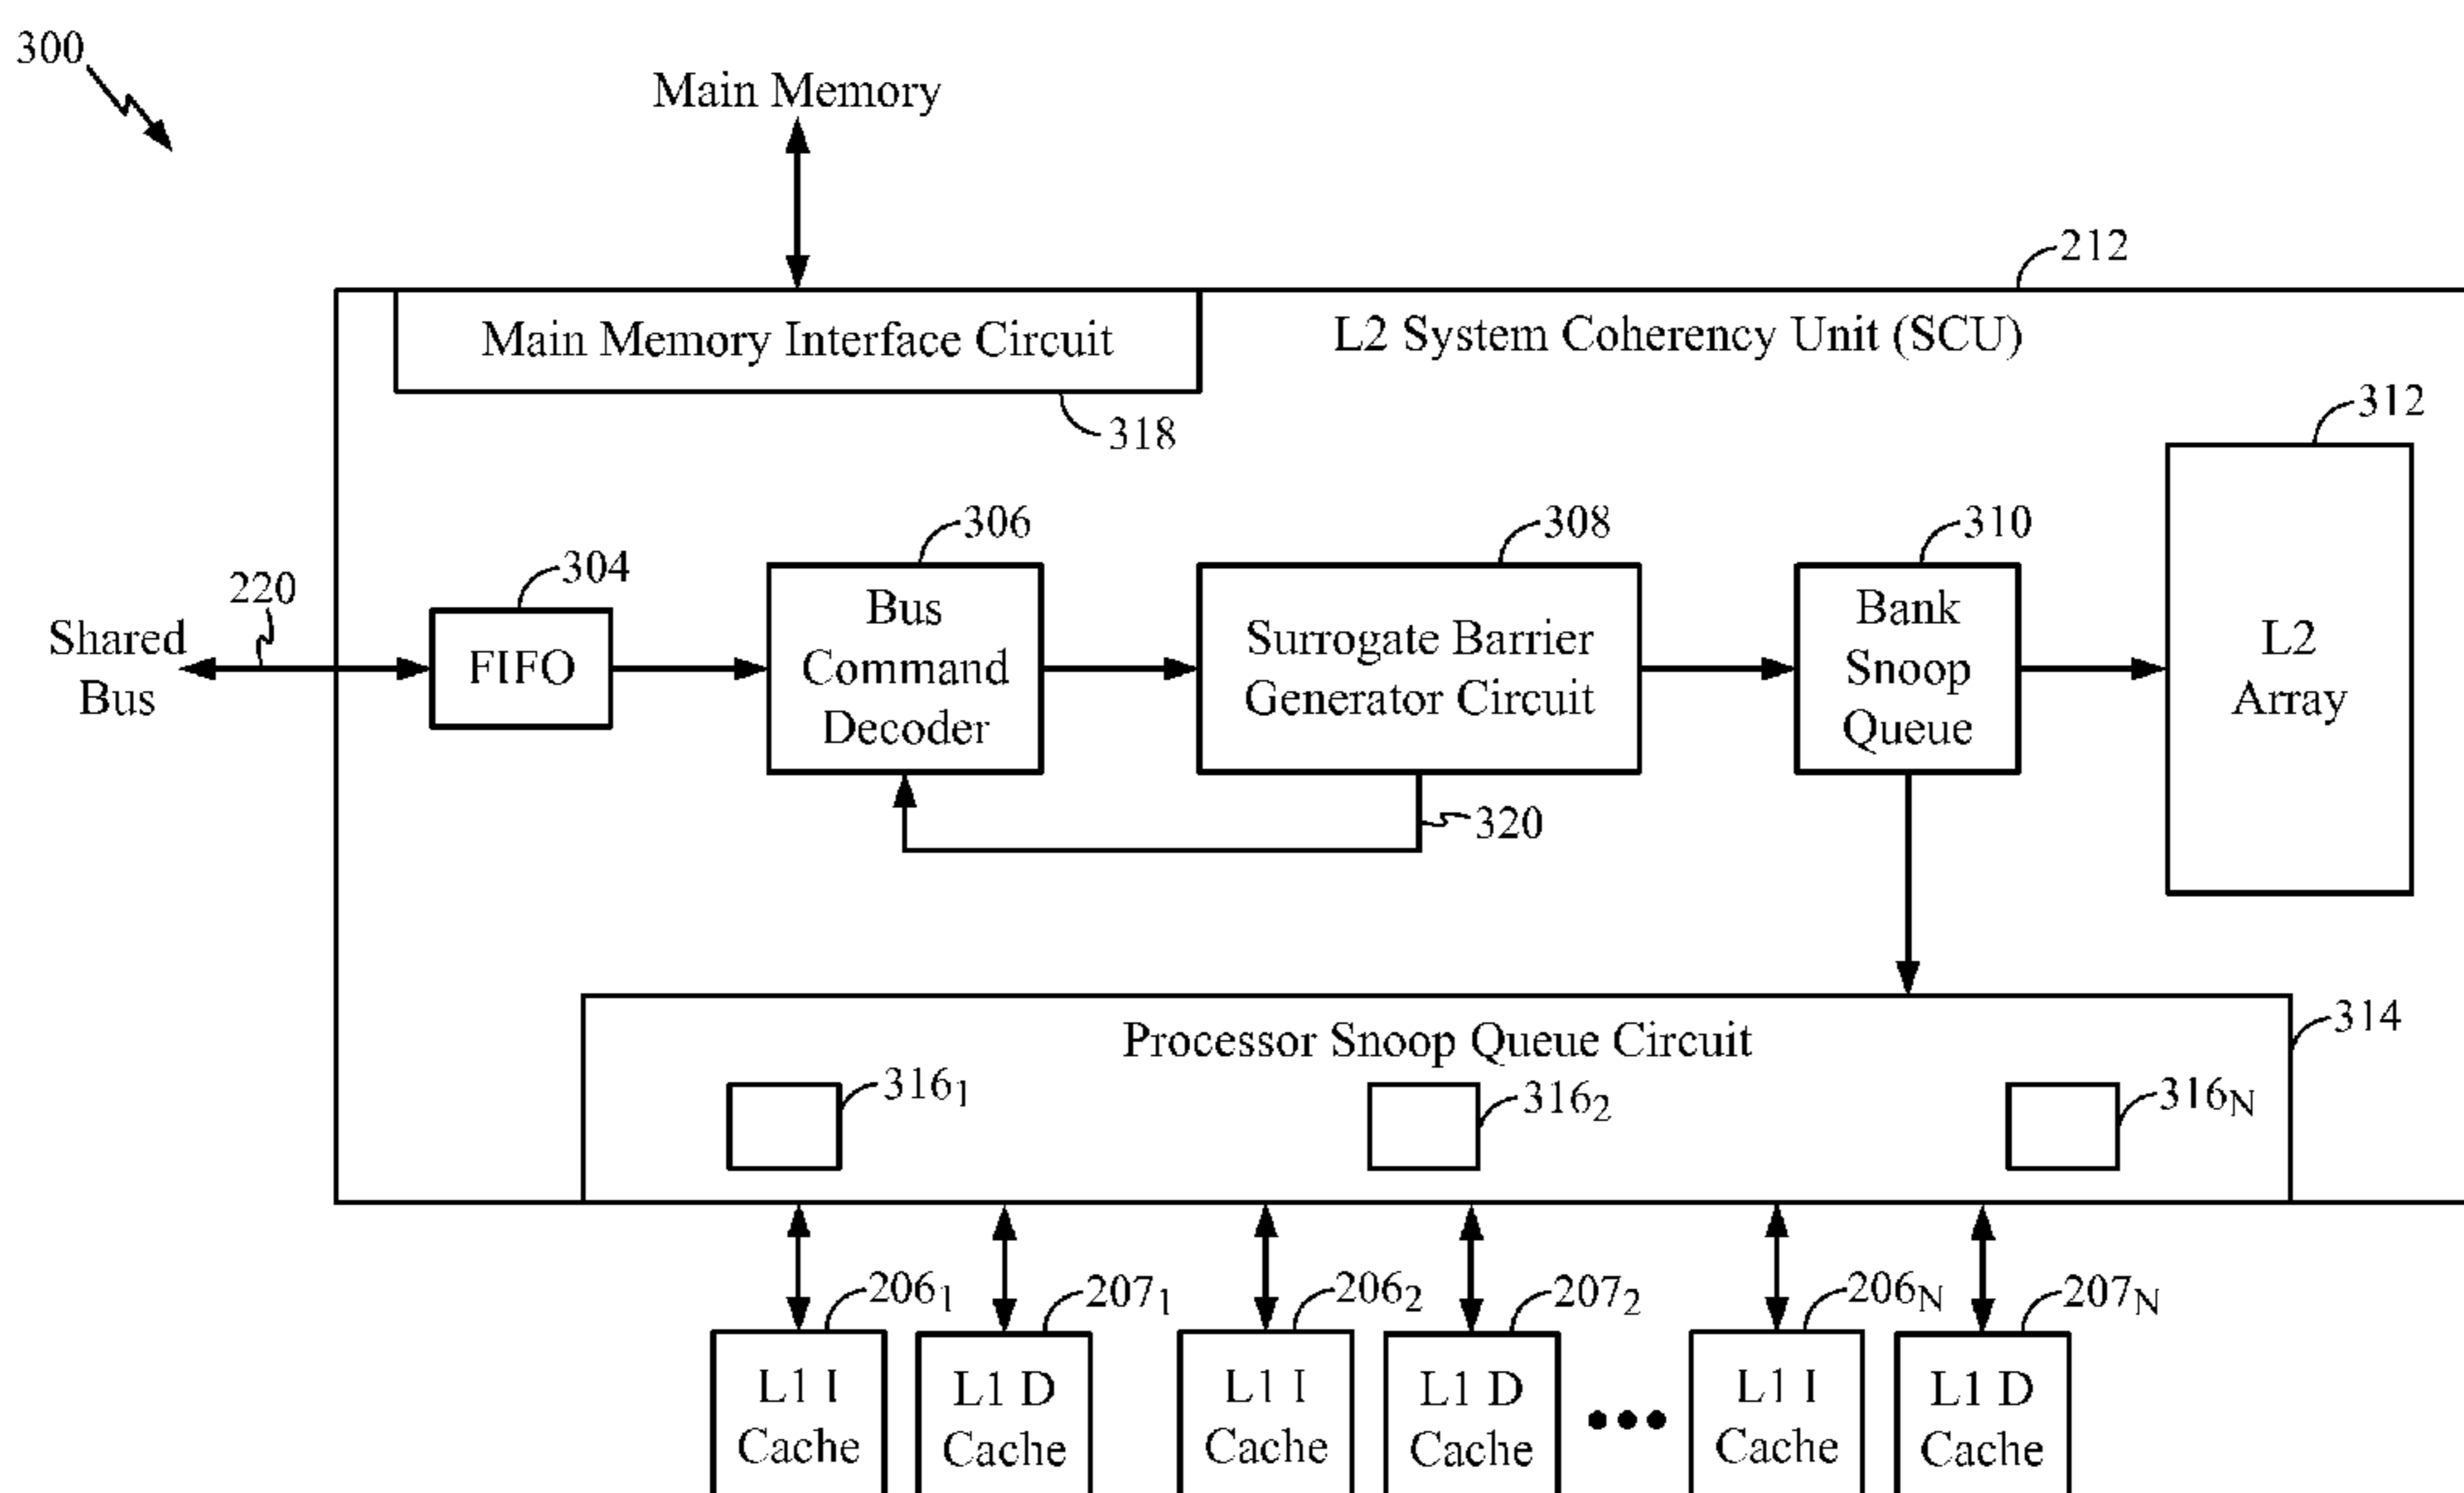 300
Main Memory
212
Main Memory Interface Circuit
L2 System Coherency Unit (SCU)
318
312
306
308
310
304
220
Shared
Bus
FIFO
Bus
Command
Decoder
Surrogate Barrier
Generator Circuit
Bank
Snoop
Queue
L2
Array
320
Processor Snoop Queue Circuit
314
316₁
316₂
316N
206₁
207₁
206₂
207₂
206N
207N
L1 I
Cache
L1 D
Cache
L1 I
Cache
L1 D
Cache
•••
L1 I
Cache
L1 D
Cache